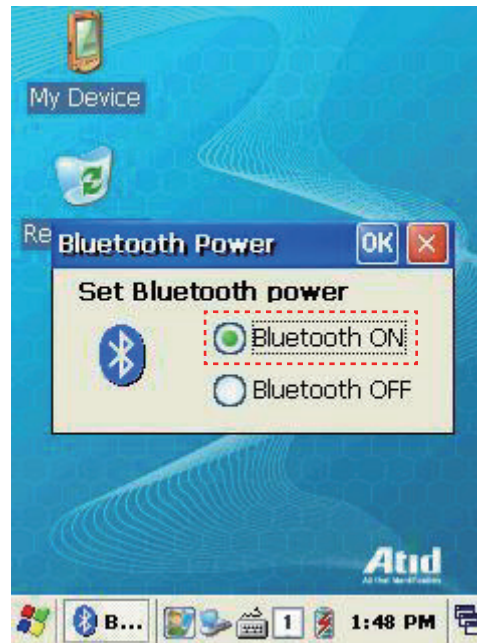 My Device
Re
Bluetooth Power OK
Set Bluetooth power
Bluetooth ON
Bluetooth OFF
Atid
B... 1 1:48 PM